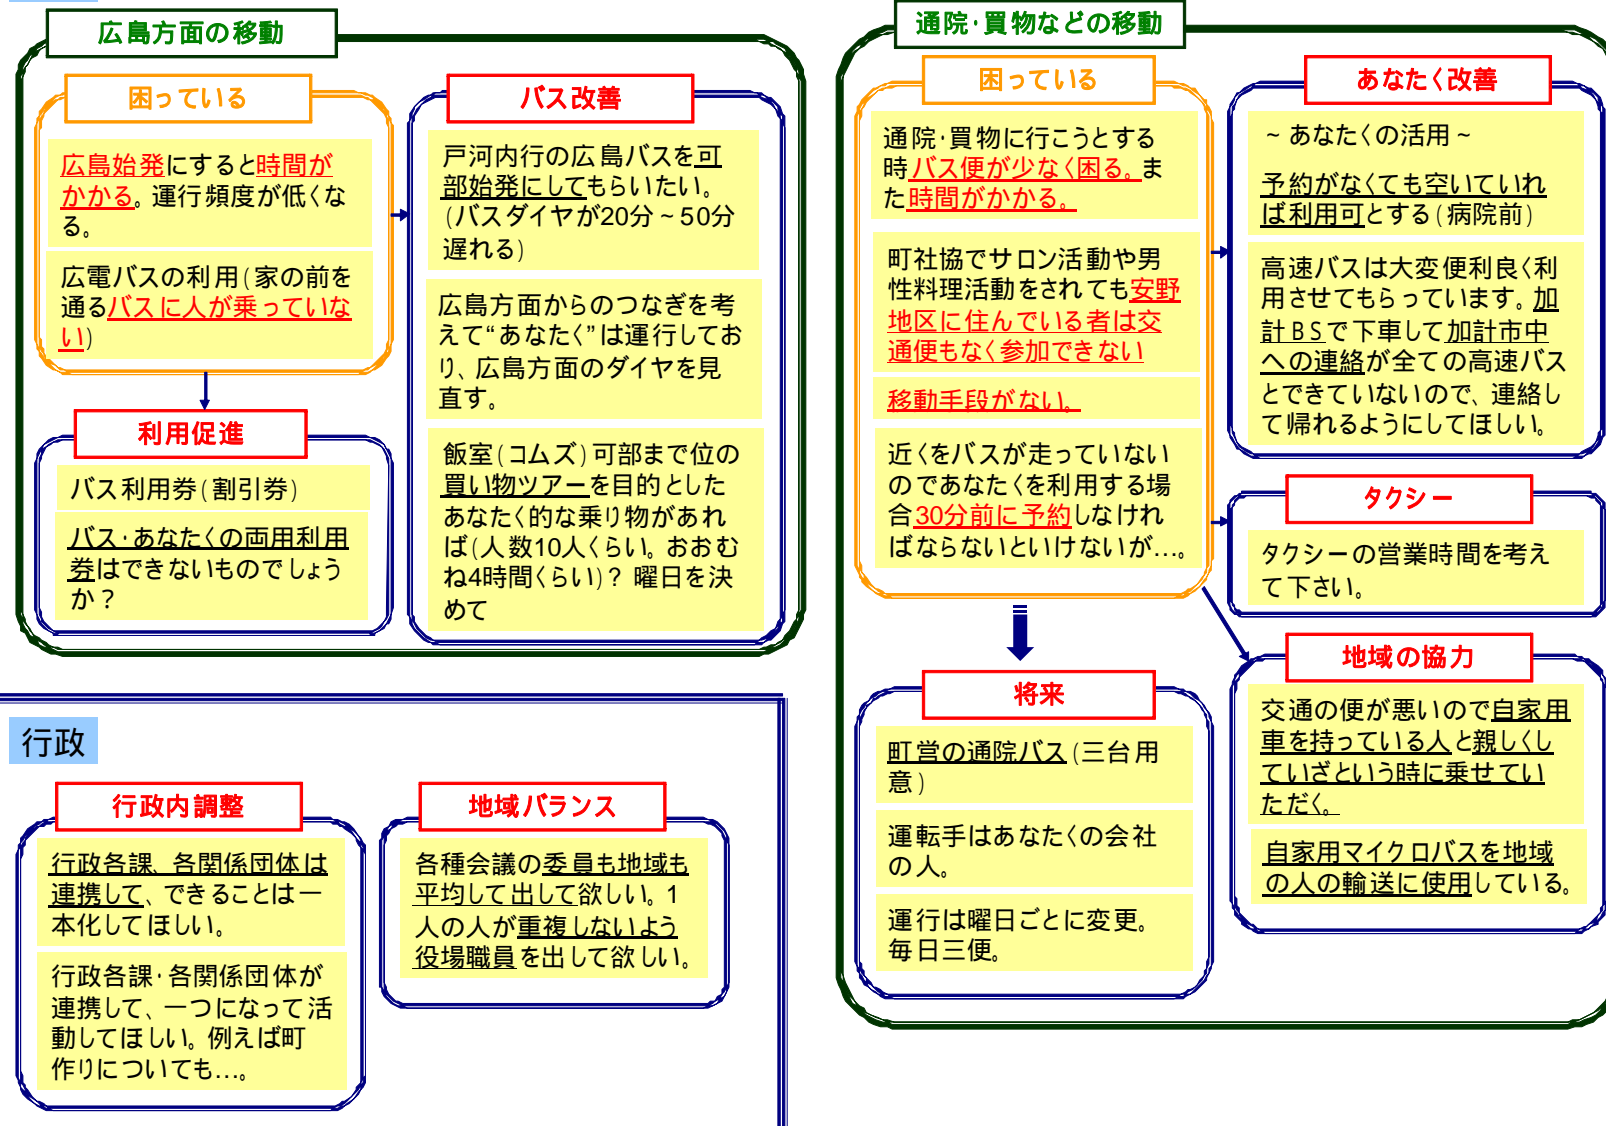 広島方面の移動
困っている
広島始発にすると時間が
かかる。運行頻度が低くな
る。
広電バスの利用(家の前を
通るバスに人が乗っていな
い)
利用促進
バス利用券(割引券)
バス・あなたくの両用利用
券はできないものでしょう
か？
バス改善
戸河内行の広島バスを可
部始発にしてもらいたい。
(バスダイヤが20分～50分
遅れる)
広島方面からのつなぎを考
えて“あなたく”は運行してお
り、広島方面のダイヤを見
直す。
飯室(コムズ)可部まで位の
買い物ツアーを目的とした
あなたく的な乗り物があれ
ば(人数10人くらい。おおむ
ね4時間くらい)？曜日を決
めて
通院・買物などの移動
困っている
通院・買物に行こうとする
時バス便が少なく困る。ま
た時間がかかる。
町社協でサロン活動や男
性料理活動をされても安野
地区に住んでいる者は交
通便もなく参加できない
移動手段がない。
近くをバスが走っていない
のであなたくを利用する場
合30分前に予約しなけれ
ばならないといけないが…。
将来
町営の通院バス(三台用
意)
運転手はあなたくの会社
の人。
運行は曜日ごとに変更。
毎日三便。
あなたく改善
～あなたくの活用～
予約がなくても空いていれ
ば利用可とする(病院前)
高速バスは大変便利良く利
用させてもらっています。加
計BSで下車して加計市中
への連絡が全ての高速バス
とできていないので、連絡し
て帰れるようにしてほしい。
タクシー
タクシーの営業時間を考え
て下さい。
地域の協力
交通の便が悪いので自家用
車を持っている人と親しくし
ていざという時に乗せてい
ただく。
自家用マイクロバスを地域
の人の輸送に使用している。
行政
行政内調整
行政各課、各関係団体は
連携して、できることは一
本化してほしい。
行政各課・各関係団体が
連携して、一つになって活
動してほしい。例えば町
作りについても…。
地域バランス
各種会議の委員も地域も
平均して出して欲しい。1
人の人が重複しないよう
役場職員を出して欲しい。